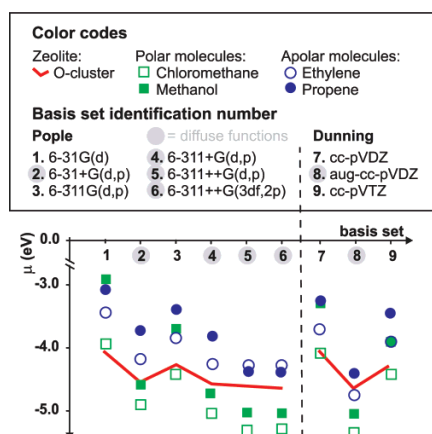 Color codes
Zeolite: Polar molecules: Apolar molecules:
O-cluster Chloromethane Ethylene
Methanol Propene
Basis set identification number
Pople = diffuse functions Dunning
1. 6-31G(d) 4. 6-311+G(d,p) 7. cc-pVDZ
2. 6-31+G(d,p) 5. 6-311++G(d,p) 8. aug-cc-pVDZ
3. 6-311G(d,p) 6. 6-311++G(3df,2p) 9. cc-pVTZ
0.0 basis set
1 2 3 4 5 6 7 8 9
μ (eV)
-3.0
-4.0
-5.0